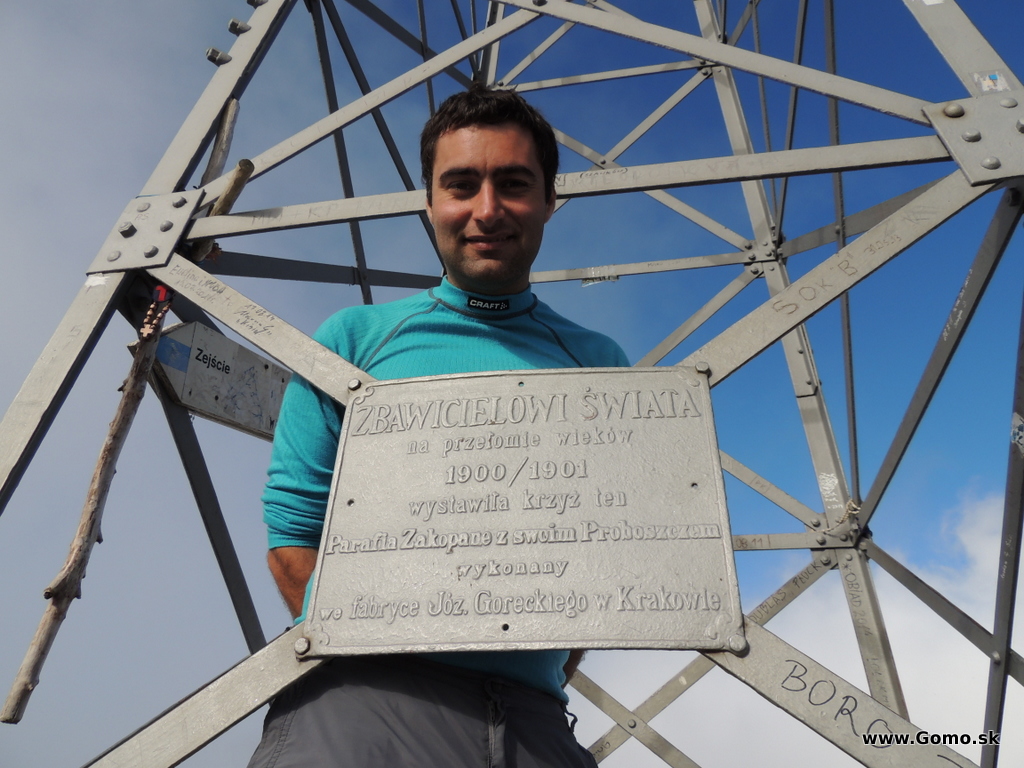 CRAFT
Zejście
ZBAWICIELOWI ŚWIATA
na przełomie wieków
1900/1901
wystawiła krzyż ten
Parafia Zakopane z swoim Proboszczem
wykonany
we fabryce Józ. Goreckiego w Krakowie
SOK "B"
BORO
www.Gomo.sk